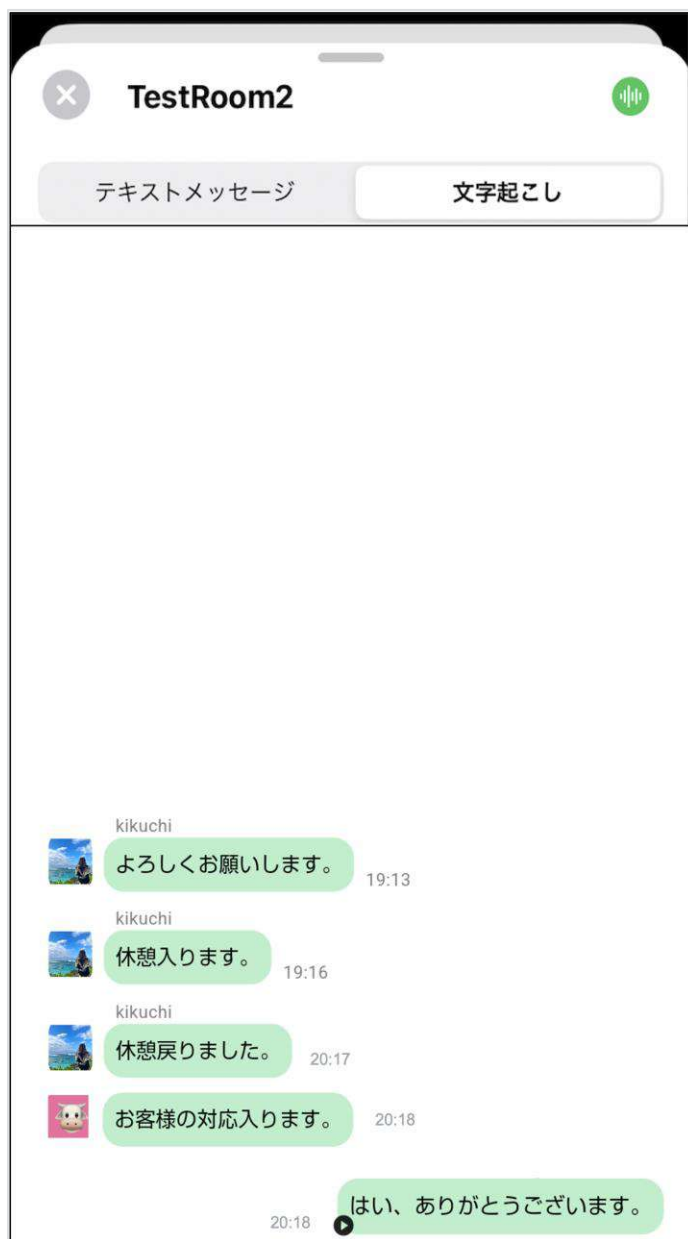 TestRoom2
テキストメッセージ
文字起こし
kikuchi
よろしくお願いします。
19:13
kikuchi
休憩入ります。
19:16
kikuchi
休憩戻りました。
20:17
お客様の対応入ります。
20:18
はい、ありがとうございます。
20:18